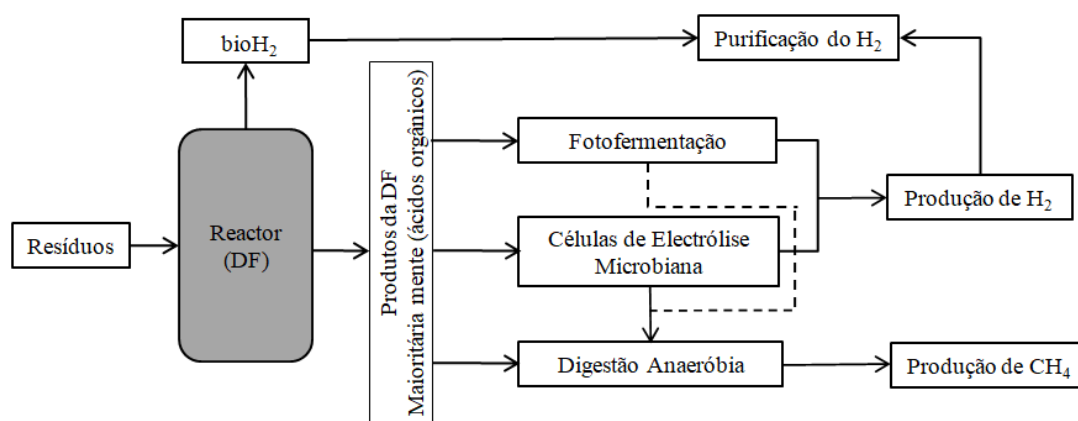 bioH₂
Purificação do H₂
Resíduos
Reactor
(DF)
Produtos da DF
Maioritária mente (ácidos orgânicos)
Fotofermentação
Células de Electrólise
Microbiana
Digestão Anaeróbia
Produção de H₂
Produção de CH₄